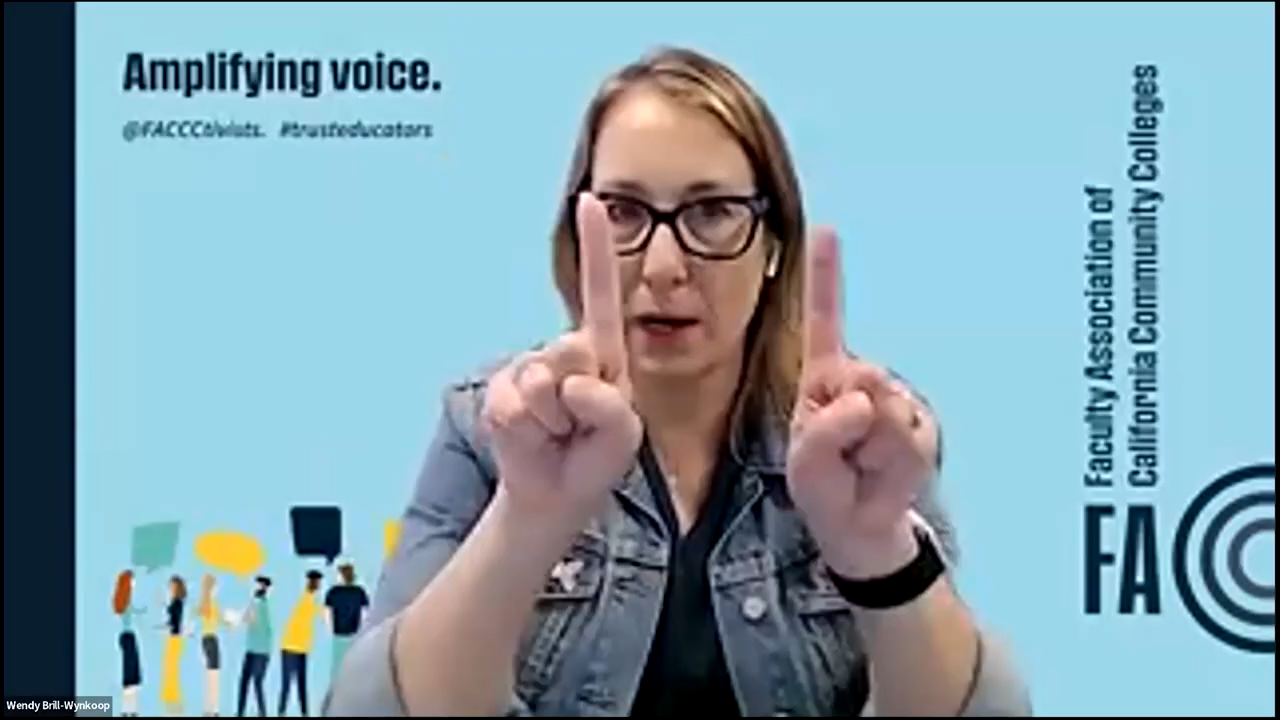 Amplifying voice.
@FACCCtivists. #trusteducators
Faculty Association of
California Community Colleges
FA
Wendy Brill-Wynkoop